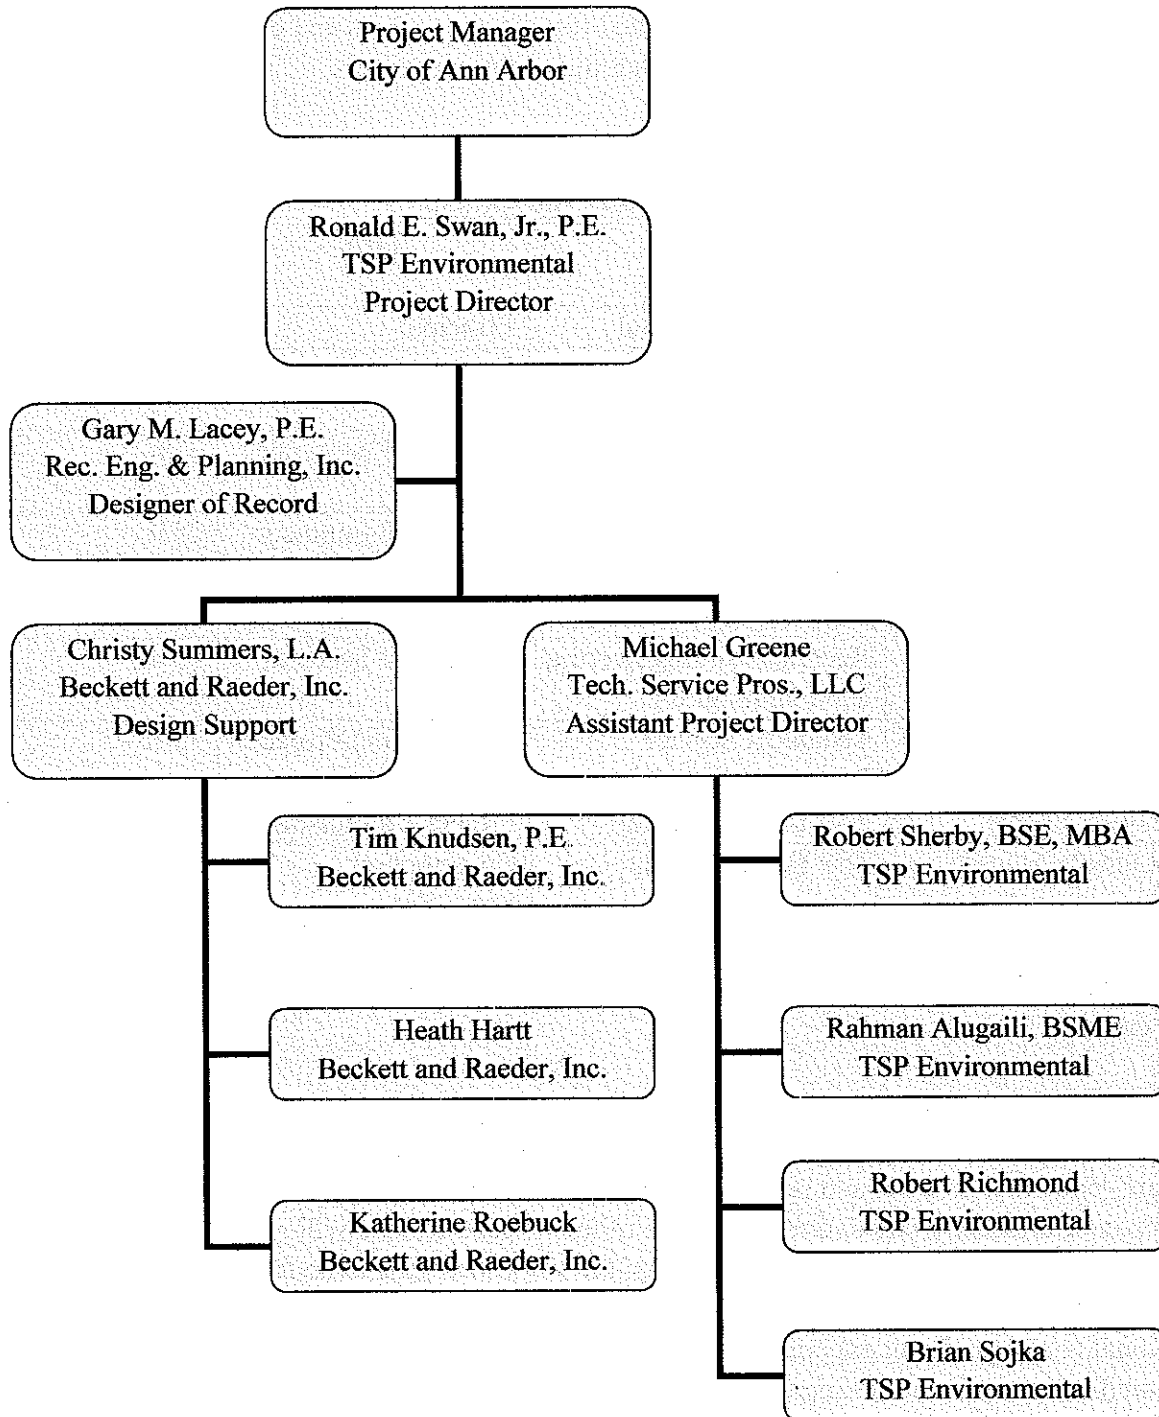 Project Manager
City of Ann Arbor
Ronald E. Swan, Jr., P.E.
TSP Environmental
Project Director
Gary M. Lacey, P.E.
Rec. Eng. & Planning, Inc.
Designer of Record
Christy Summers, L.A.
Beckett and Raeder, Inc.
Design Support
Michael Greene
Tech. Service Pros., LLC
Assistant Project Director
Tim Knudsen, P.E
Beckett and Raeder, Inc.
Heath Hartt
Beckett and Raeder, Inc.
Katherine Roebuck
Beckett and Raeder, Inc.
Robert Sherby, BSE, MBA
TSP Environmental
Rahman Alugaili, BSME
TSP Environmental
Robert Richmond
TSP Environmental
Brian Sojka
TSP Environmental